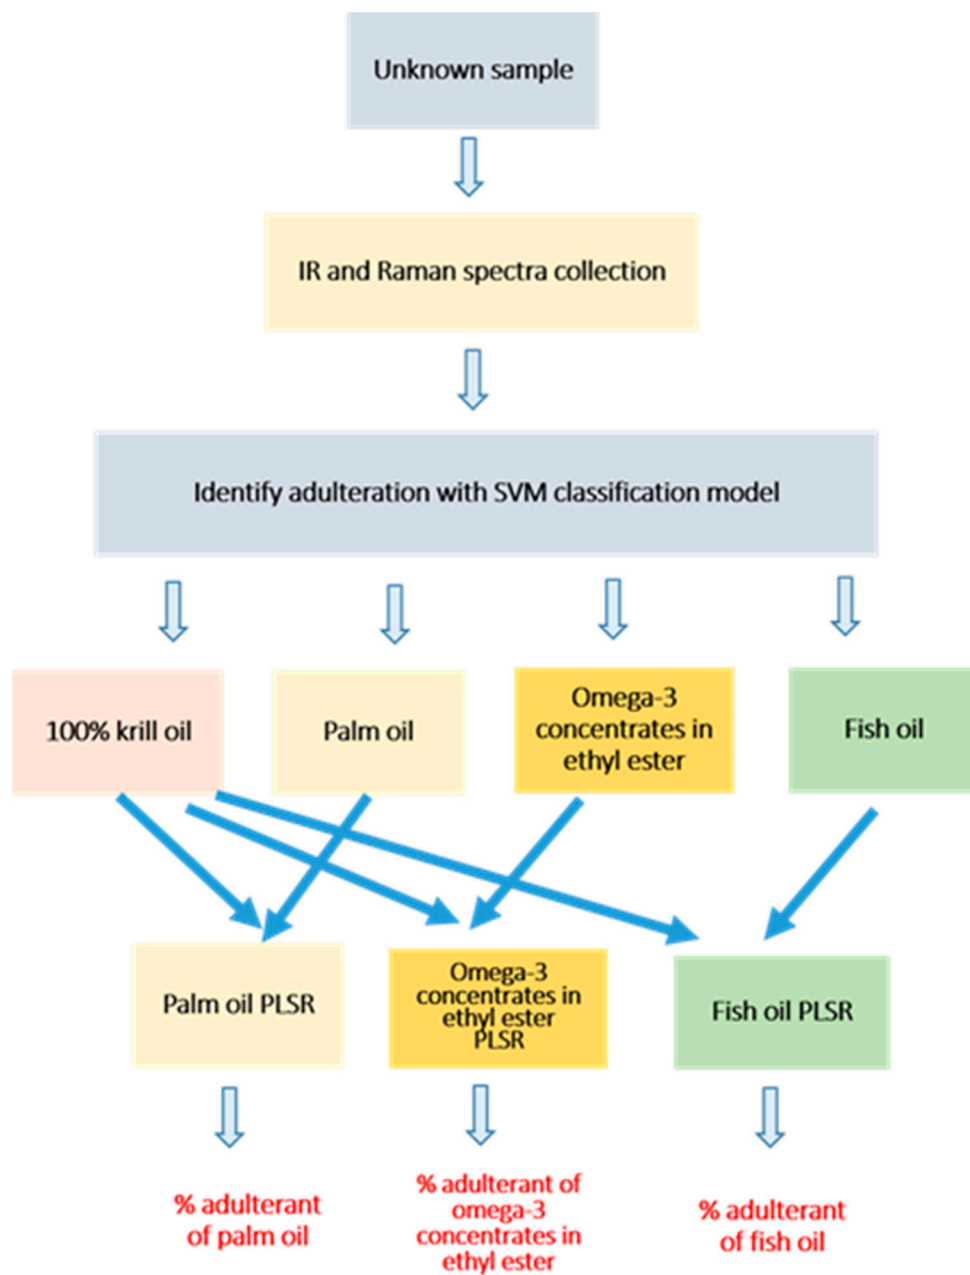 Unknown sample
IR and Raman spectra collection
Identify adulteration with SVM classification model
100% krill oil
Palm oil
Omega-3
concentrates in
ethyl ester
Fish oil
Palm oil PLSR
Omega-3
concentrates in
ethyl ester
PLSR
Fish oil PLSR
% adulterant
of palm oil
% adulterant of
omega-3
concentrates in
ethyl ester
% adulterant
of fish oil